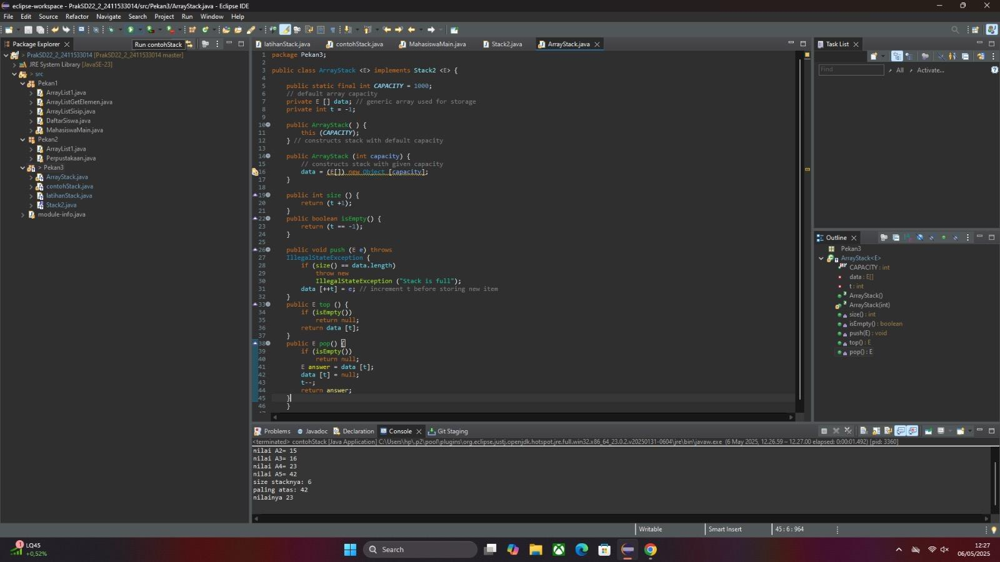 eclipse-workspace - PrakSD22_2_2411533014/src/Pekan3/ArrayStack.java - Eclipse IDE
File Edit Source Refactor Navigate Search Project Run Window Help
Package Explorer
Run contohStack
> PrakSD22_2_2411533014 [PrakSD22_2_2411533014 master]
JRE System Library [JavaSE-23]
> src
Pekan1
ArrayList1.java
ArrayListGetElemen.java
ArrayListSisip.java
DaftarSiswa.java
MahasiswaMain.java
Pekan2
ArrayList1.java
Perpustakaan.java
> Pekan3
ArrayStack.java
contohStack.java
latihanStack.java
Stack2.java
module-info.java
latihanStack.java contohStack.java MahasiswaMain.java Stack2.java ArrayStack.java
1 package Pekan3;
2
3 public class ArrayStack <E> implements Stack2 <E> {
4
5 public static final int CAPACITY = 1000;
6 // default array capacity
7 private E [] data; // generic array used for storage
8 private int t = -1;
9
10 public ArrayStack( ) {
11 this (CAPACITY);
12 } // constructs stack with default capacity
13
14 public ArrayStack (int capacity) {
15 // constructs stack with given capacity
16 data = (E[]) new Object [capacity];
17 }
18
19 public int size () {
20 return (t +1);
21 }
22 public boolean isEmpty() {
23 return (t == -1);
24 }
25
26 public void push (E e) throws
27 IllegalStateException {
28 if (size() == data.length)
29 throw new
30 IllegalStateException ("Stack is full");
31 data [++t] = e; // increment t before storing new item
32 }
33 public E top () {
34 if (isEmpty())
35 return null;
36 return data [t];
37 }
38 public E pop() {
39 if (isEmpty())
40 return null;
41 E answer = data [t];
42 data [t] = null;
43 t--;
44 return answer;
45 }
46 }
Task List
Find
All
Activate...
Outline
Pekan3
ArrayStack<E>
CAPACITY : int
data : E[]
t : int
ArrayStack()
ArrayStack(int)
size() : int
isEmpty() : boolean
push(E) : void
top() : E
pop() : E
Problems Javadoc Declaration Console Git Staging
<terminated> contohStack [Java Application] C:\Users\hp\.p2\pool\plugins\org.eclipse.justj.openjdk.hotspot.jre.full.win32.x86_64_23.0.2.v20250131-0604\jre\bin\javaw.exe (6 May 2025, 12.26.59 – 12.27.00 elapsed: 0:00:01.492) [pid: 3360]
nilai A2= 15
nilai A3= 16
nilai A4= 23
nilai A5= 42
size stacknya: 6
paling atas: 42
nilainya 23
Writable Smart Insert 45 : 6 : 964
1
LQ45
+0,52%
Search
12:27
06/05/2025